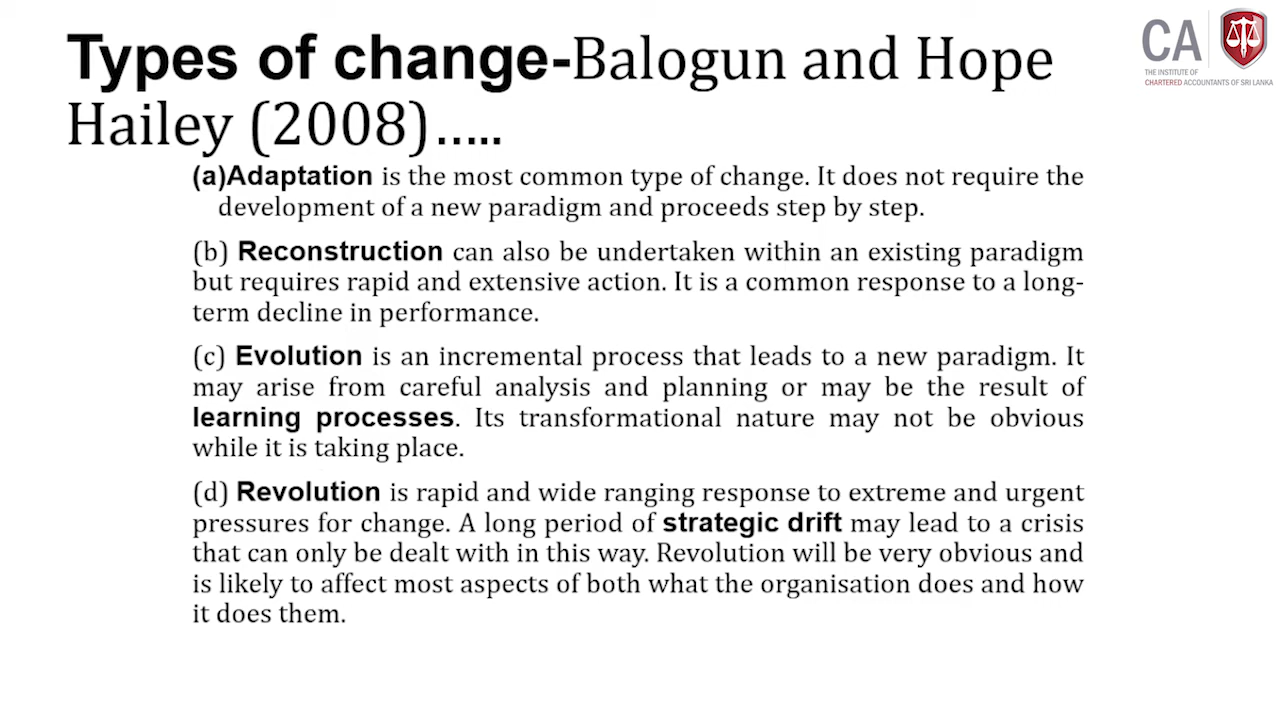 Types of change-Balogun and Hope
Hailey (2008)…..
CA
THE INSTITUTE OF
CHARTERED ACCOUNTANTS OF SRI LANKA
(a)Adaptation is the most common type of change. It does not require the
development of a new paradigm and proceeds step by step.
(b) Reconstruction can also be undertaken within an existing paradigm
but requires rapid and extensive action. It is a common response to a long-
term decline in performance.
(c) Evolution is an incremental process that leads to a new paradigm. It
may arise from careful analysis and planning or may be the result of
learning processes. Its transformational nature may not be obvious
while it is taking place.
(d) Revolution is rapid and wide ranging response to extreme and urgent
pressures for change. A long period of strategic drift may lead to a crisis
that can only be dealt with in this way. Revolution will be very obvious and
is likely to affect most aspects of both what the organisation does and how
it does them.